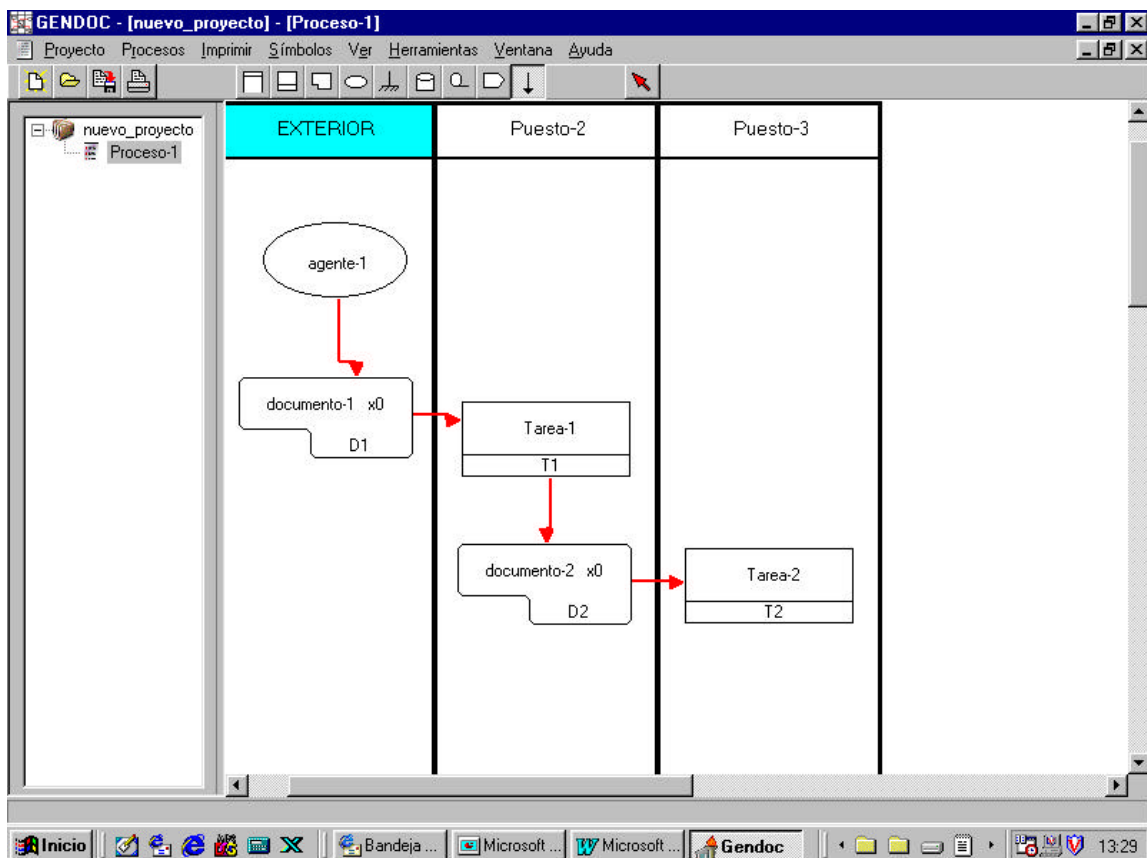 GENDOC - [nuevo_proyecto] - [Proceso-1]
Proyecto Procesos Imprimir Símbolos Ver Herramientas Ventana Ayuda
nuevo_proyecto
Proceso-1
EXTERIOR Puesto-2 Puesto-3
agente-1
documento-1 x0
D1
Tarea-1
T1
documento-2 x0
D2
Tarea-2
T2
Inicio Bandeja ... Microsoft ... Microsoft ... Gendoc 13:29